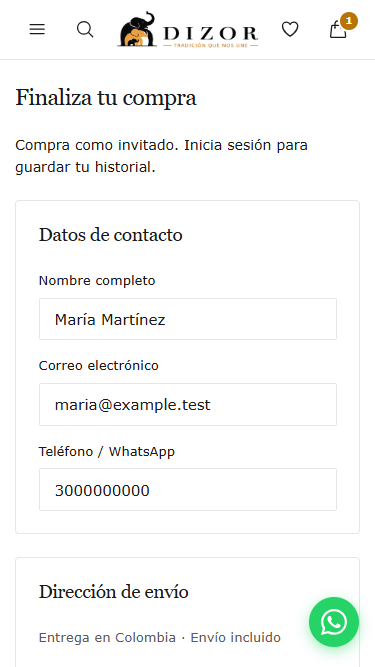 DIZOR
TRADICIÓN QUE NOS UNE
1
Finaliza tu compra
Compra como invitado. Inicia sesión para
guardar tu historial.
Datos de contacto
Nombre completo
María Martínez
Correo electrónico
maria@example.test
Teléfono / WhatsApp
3000000000
Dirección de envío
Entrega en Colombia · Envío incluido